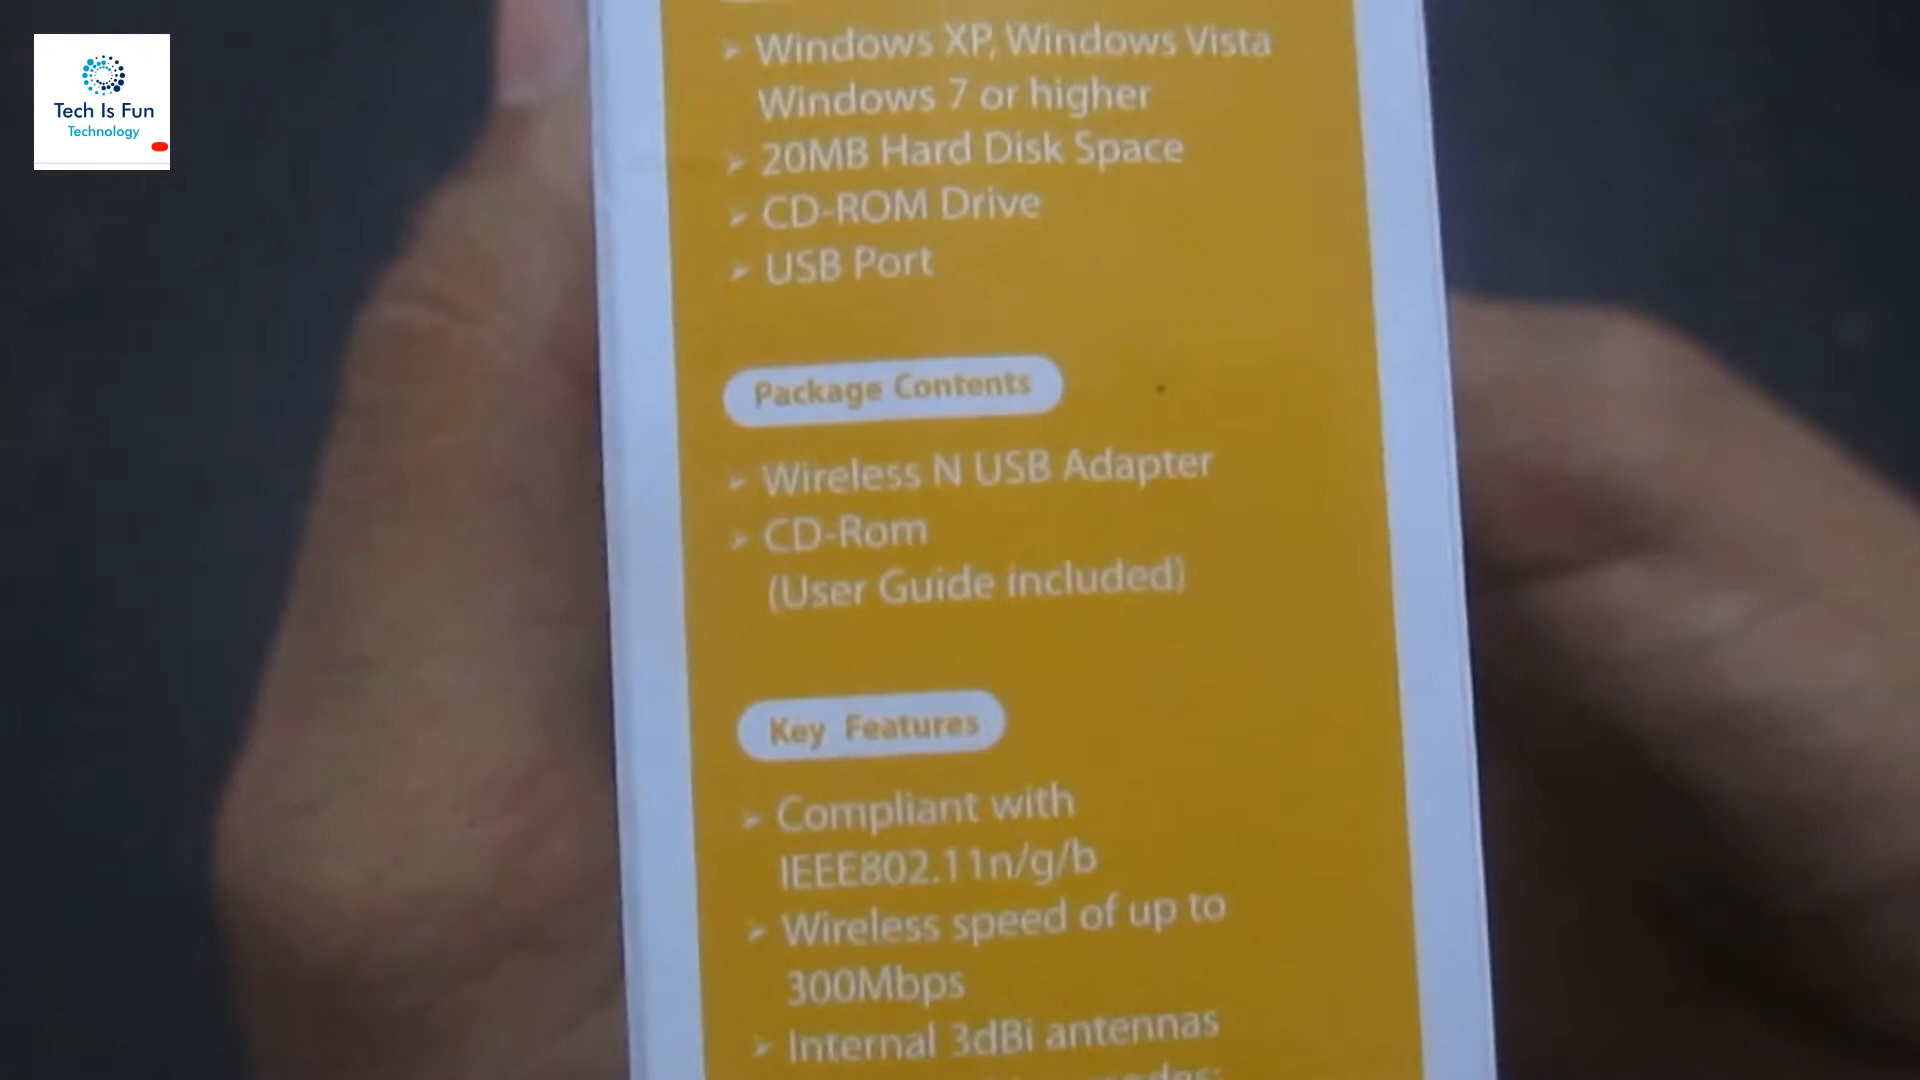 Tech Is Fun
Technology
➢ Windows XP, Windows Vista
Windows 7 or higher
➢ 20MB Hard Disk Space
➢ CD-ROM Drive
➢ USB Port
Package Contents
➢ Wireless N USB Adapter
➢ CD-Rom
(User Guide included)
Key Features
➢ Compliant with
IEEE802.11n/g/b
➢ Wireless speed of up to
300Mbps
➢ Internal 3dBi antennas